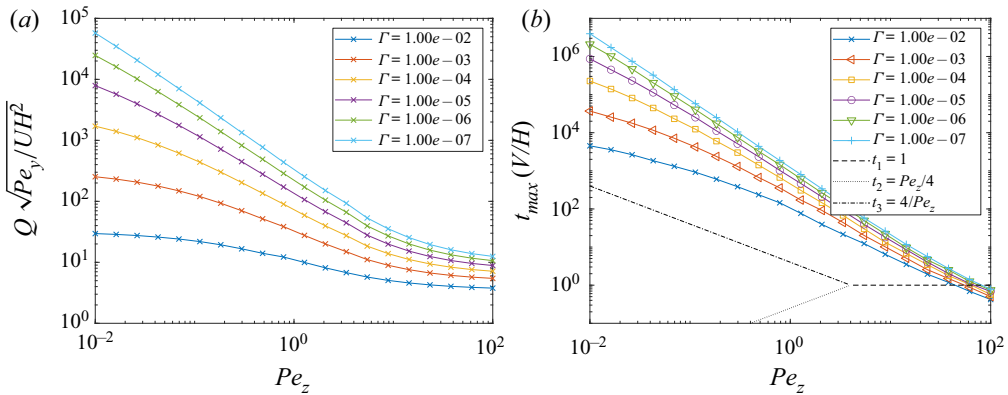 (a)
10^5
10^4
10^3
10^2
10^1
10^0
Q √Pe_y/UH^2
Γ = 1.00e − 02
Γ = 1.00e − 03
Γ = 1.00e − 04
Γ = 1.00e − 05
Γ = 1.00e − 06
Γ = 1.00e − 07
10^−2 10^0 10^2
Pe_z
(b)
10^6
10^4
10^2
10^0
t_max (V/H)
Γ = 1.00e − 02
Γ = 1.00e − 03
Γ = 1.00e − 04
Γ = 1.00e − 05
Γ = 1.00e − 06
Γ = 1.00e − 07
t_1 = 1
t_2 = Pe_z/4
t_3 = 4/Pe_z
10^−2 10^0 10^2
Pe_z